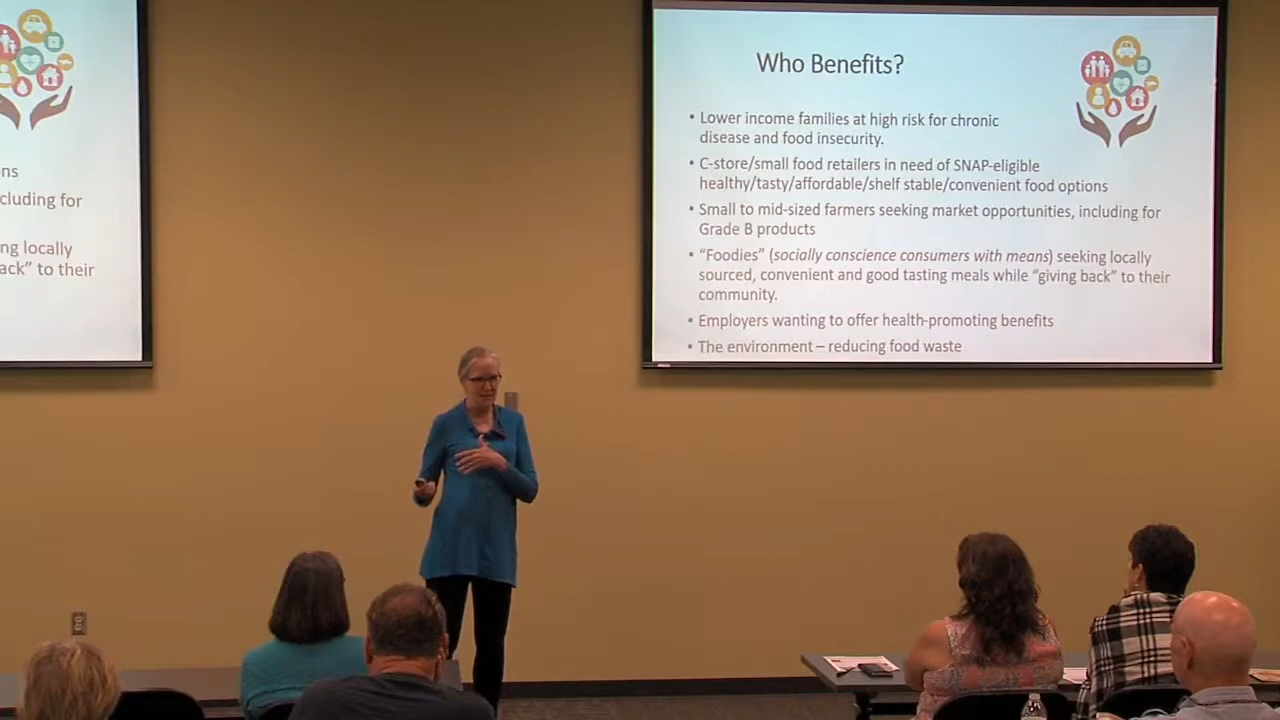 ns
cluding for
ng locally
ack” to their
Who Benefits?
• Lower income families at high risk for chronic
disease and food insecurity.
• C-store/small food retailers in need of SNAP-eligible
healthy/tasty/affordable/shelf stable/convenient food options
• Small to mid-sized farmers seeking market opportunities, including for
Grade B products
• “Foodies” (socially conscience consumers with means) seeking locally
sourced, convenient and good tasting meals while “giving back” to their
community.
• Employers wanting to offer health-promoting benefits
• The environment – reducing food waste